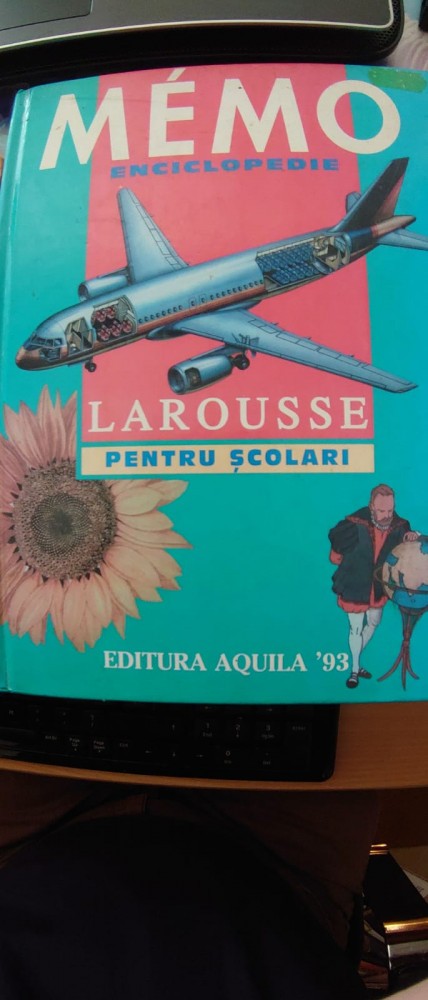 MÉMO
ENCICLOPEDIE
LAROUSSE
PENTRU ȘCOLARI
EDITURA AQUILA '93